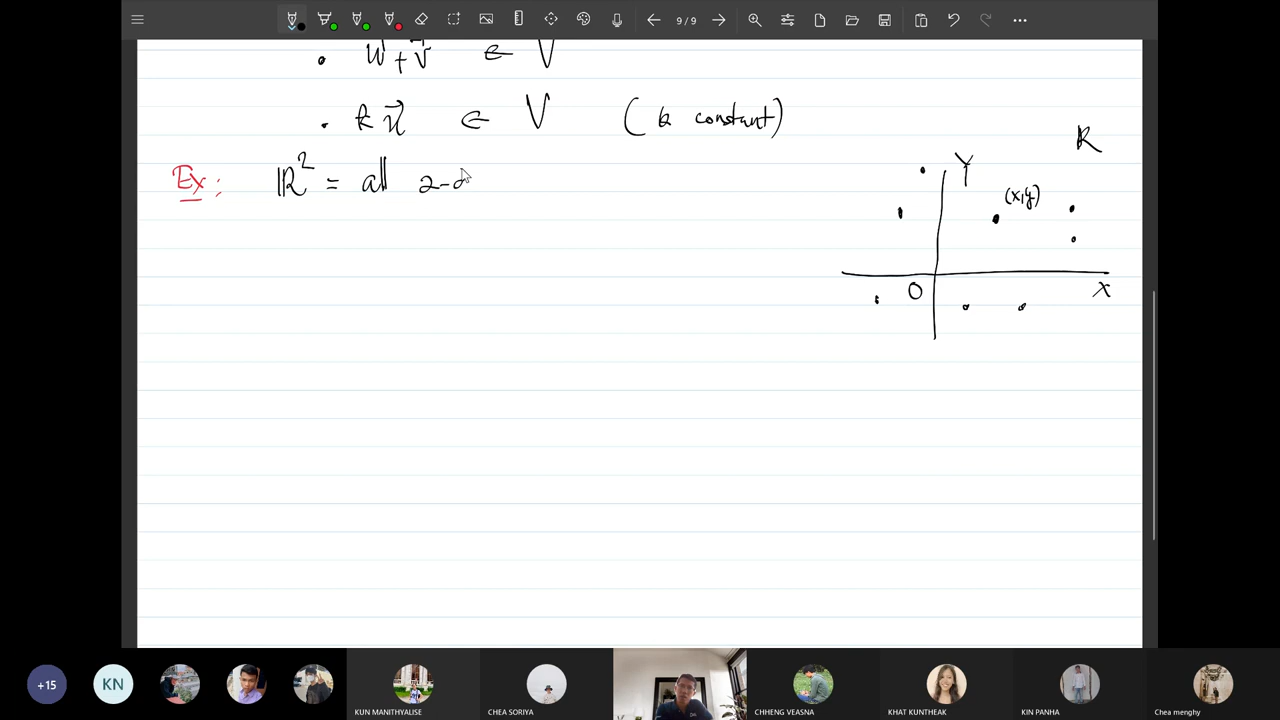 9/9
u⃗ + v⃗ ∈ V
k u⃗ ∈ V (k constant)
Ex: ℝ² = all 2-d
R
Y
(x,y)
O
X
+15
KN
KUN MANITHYALISE
CHEA SORIYA
CHHENG VEASNA
KHAT KUNTHEAK
KIN PANHA
Chea menghy